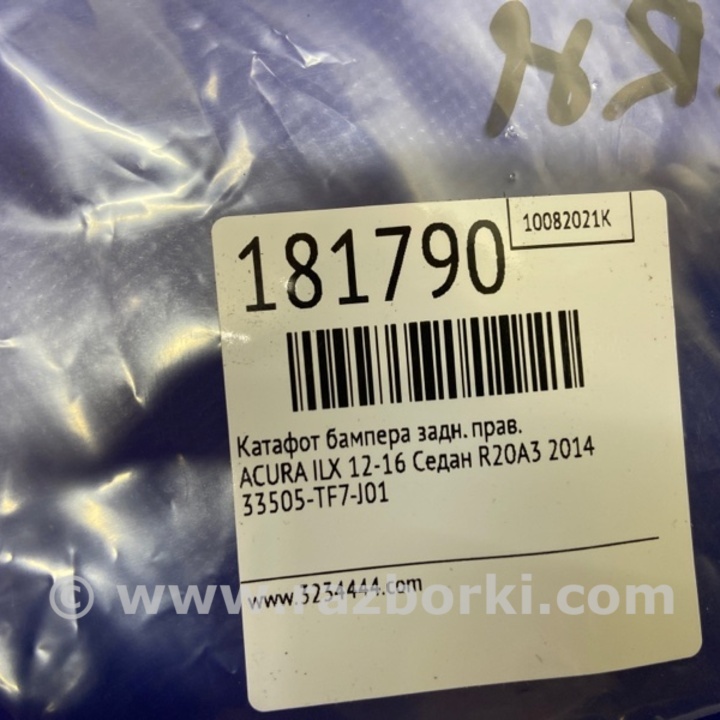 181790
10082021K
Катафот бампера задн. прав.
ACURA ILX 12-16 Седан R20A3 2014
33505-TF7-J01
www.3234444.com
© www.razborki.com